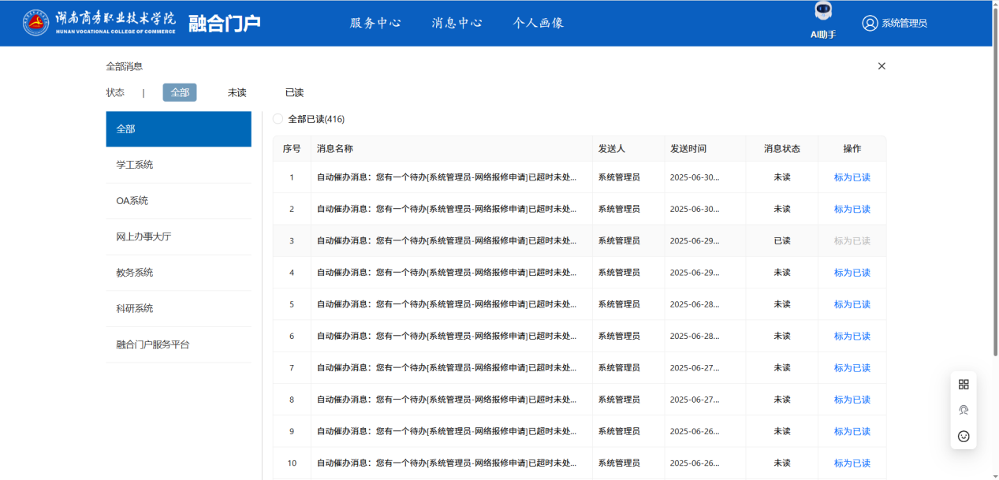 湖南商务职业技术学院
HUNAN VOCATIONAL COLLEGE OF COMMERCE
融合门户
服务中心 消息中心 个人画像
AI助手
系统管理员
全部消息
状态 | 全部 未读 已读
全部
学工系统
OA系统
网上办事大厅
教务系统
科研系统
融合门户服务平台
全部已读(416)
序号 消息名称 发送人 发送时间 消息状态 操作
1 自动催办消息：您有一个待办[系统管理员-网络报修申请]已超时未处... 系统管理员 2025-06-30... 未读 标为已读
2 自动催办消息：您有一个待办[系统管理员-网络报修申请]已超时未处... 系统管理员 2025-06-30... 未读 标为已读
3 自动催办消息：您有一个待办[系统管理员-网络报修申请]已超时未处... 系统管理员 2025-06-29... 已读 标为已读
4 自动催办消息：您有一个待办[系统管理员-网络报修申请]已超时未处... 系统管理员 2025-06-29... 未读 标为已读
5 自动催办消息：您有一个待办[系统管理员-网络报修申请]已超时未处... 系统管理员 2025-06-28... 未读 标为已读
6 自动催办消息：您有一个待办[系统管理员-网络报修申请]已超时未处... 系统管理员 2025-06-28... 未读 标为已读
7 自动催办消息：您有一个待办[系统管理员-网络报修申请]已超时未处... 系统管理员 2025-06-27... 未读 标为已读
8 自动催办消息：您有一个待办[系统管理员-网络报修申请]已超时未处... 系统管理员 2025-06-27... 未读 标为已读
9 自动催办消息：您有一个待办[系统管理员-网络报修申请]已超时未处... 系统管理员 2025-06-26... 未读 标为已读
10 自动催办消息：您有一个待办[系统管理员-网络报修申请]已超时未处... 系统管理员 2025-06-26... 未读 标为已读